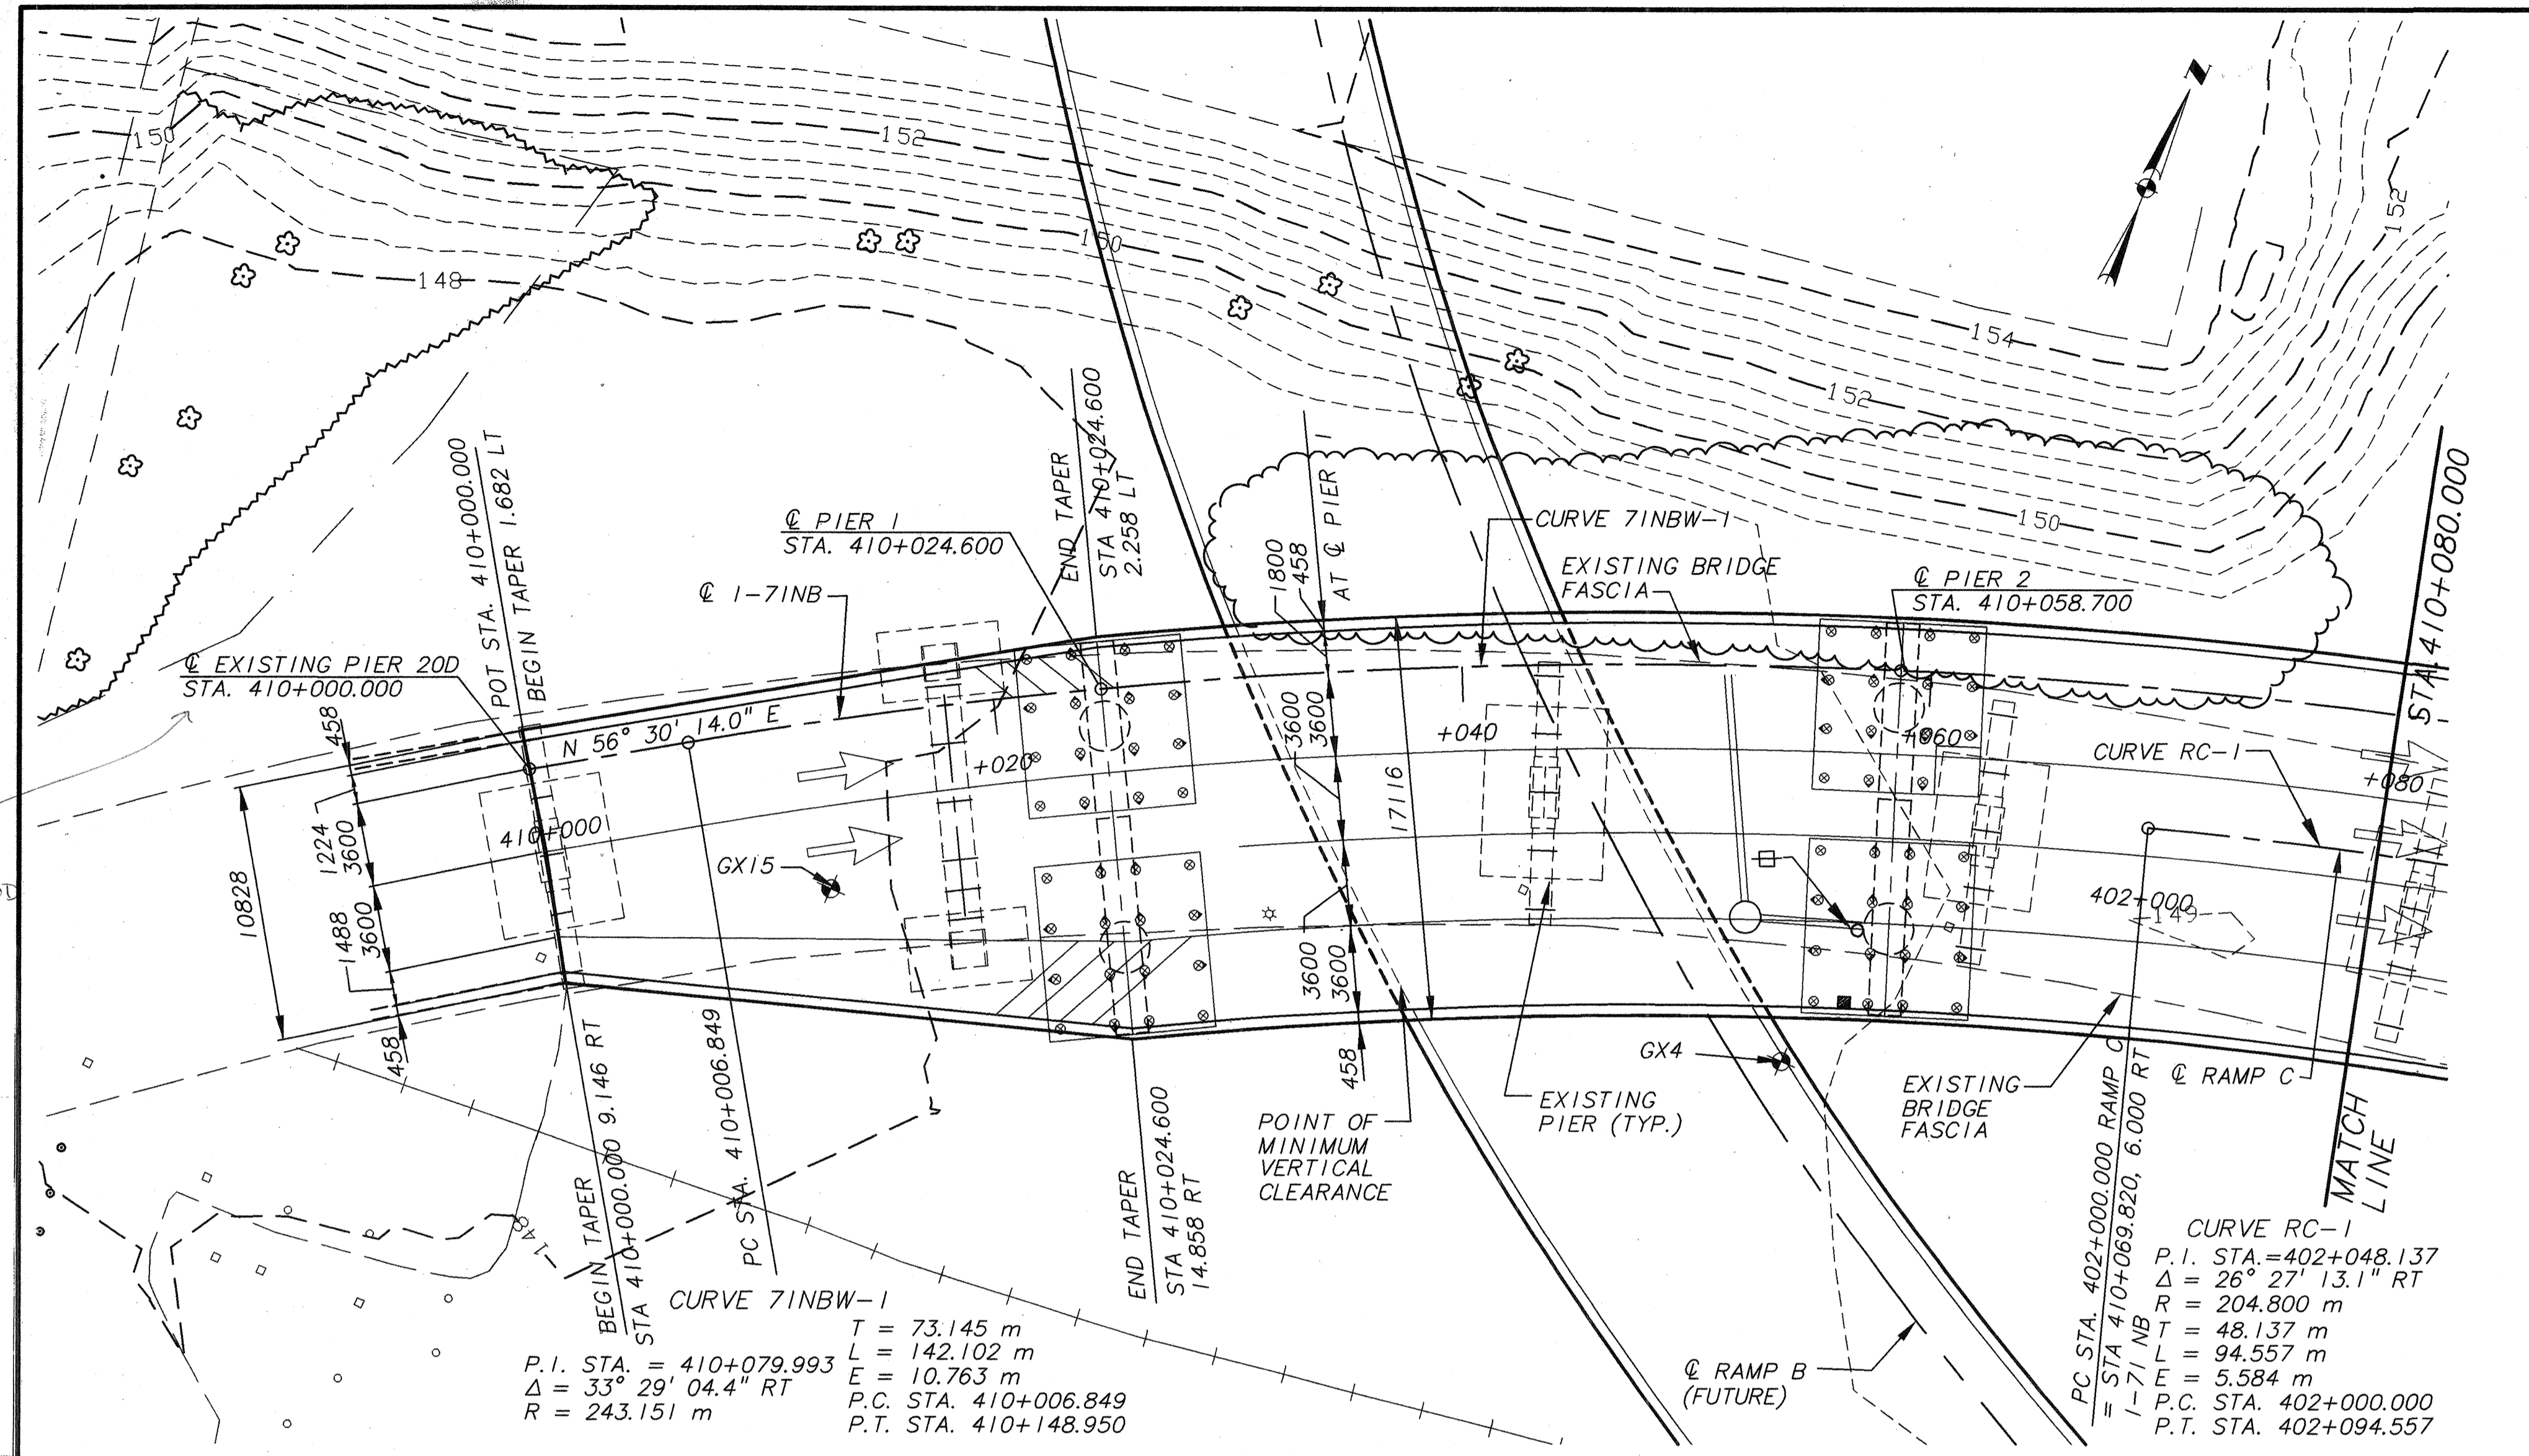 N
150
152
150
148
154
152
152
150
149
148
POT STA. 410+000.000
BEGIN TAPER 1.682 LT
END TAPER
STA 410+024.600
2.258 LT
℄ PIER 1
STA. 410+024.600
℄ 1-71NB
℄ EXISTING PIER 20D
STA. 410+000.000
N 56° 30' 14.0" E
1800
458
AT ℄ PIER
CURVE 71NBW-1
EXISTING BRIDGE
FASCIA
℄ PIER 2
STA. 410+058.700
STA. 410+080.000
458
1224
3600
1488
3600
458
10828
410+000
+020
+040
+060
+080
GX15
3600
3600
17116
3600
3600
458
CURVE RC-1
402+000
GX4
℄ RAMP C
EXISTING
BRIDGE
FASCIA
EXISTING
PIER (TYP.)
POINT OF
MINIMUM
VERTICAL
CLEARANCE
MATCH
LINE
BEGIN TAPER
STA 410+000.000 9.146 RT
PC STA. 410+006.849
END TAPER
STA 410+024.600
14.858 RT
℄ RAMP B
(FUTURE)
PC STA. 402+000.000 RAMP C
= STA 410+069.820, 6.000 RT
1-71 NB
CURVE 71NBW-1
P.I. STA. = 410+079.993
Δ = 33° 29' 04.4" RT
R = 243.151 m
T = 73.145 m
L = 142.102 m
E = 10.763 m
P.C. STA. 410+006.849
P.T. STA. 410+148.950
CURVE RC-1
P.I. STA.=402+048.137
Δ = 26° 27' 13.1" RT
R = 204.800 m
T = 48.137 m
L = 94.557 m
E = 5.584 m
P.C. STA. 402+000.000
P.T. STA. 402+094.557